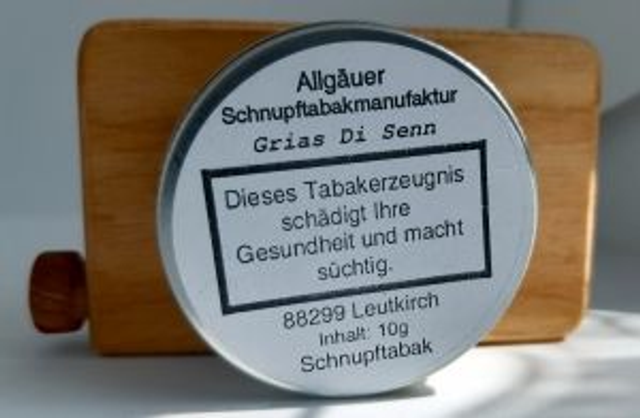 Allgäuer
Schnupftabakmanufaktur
Grias Di Senn
Dieses Tabakerzeugnis
schädigt Ihre
Gesundheit und macht
süchtig.
88299 Leutkirch
Inhalt: 10g
Schnupftabak